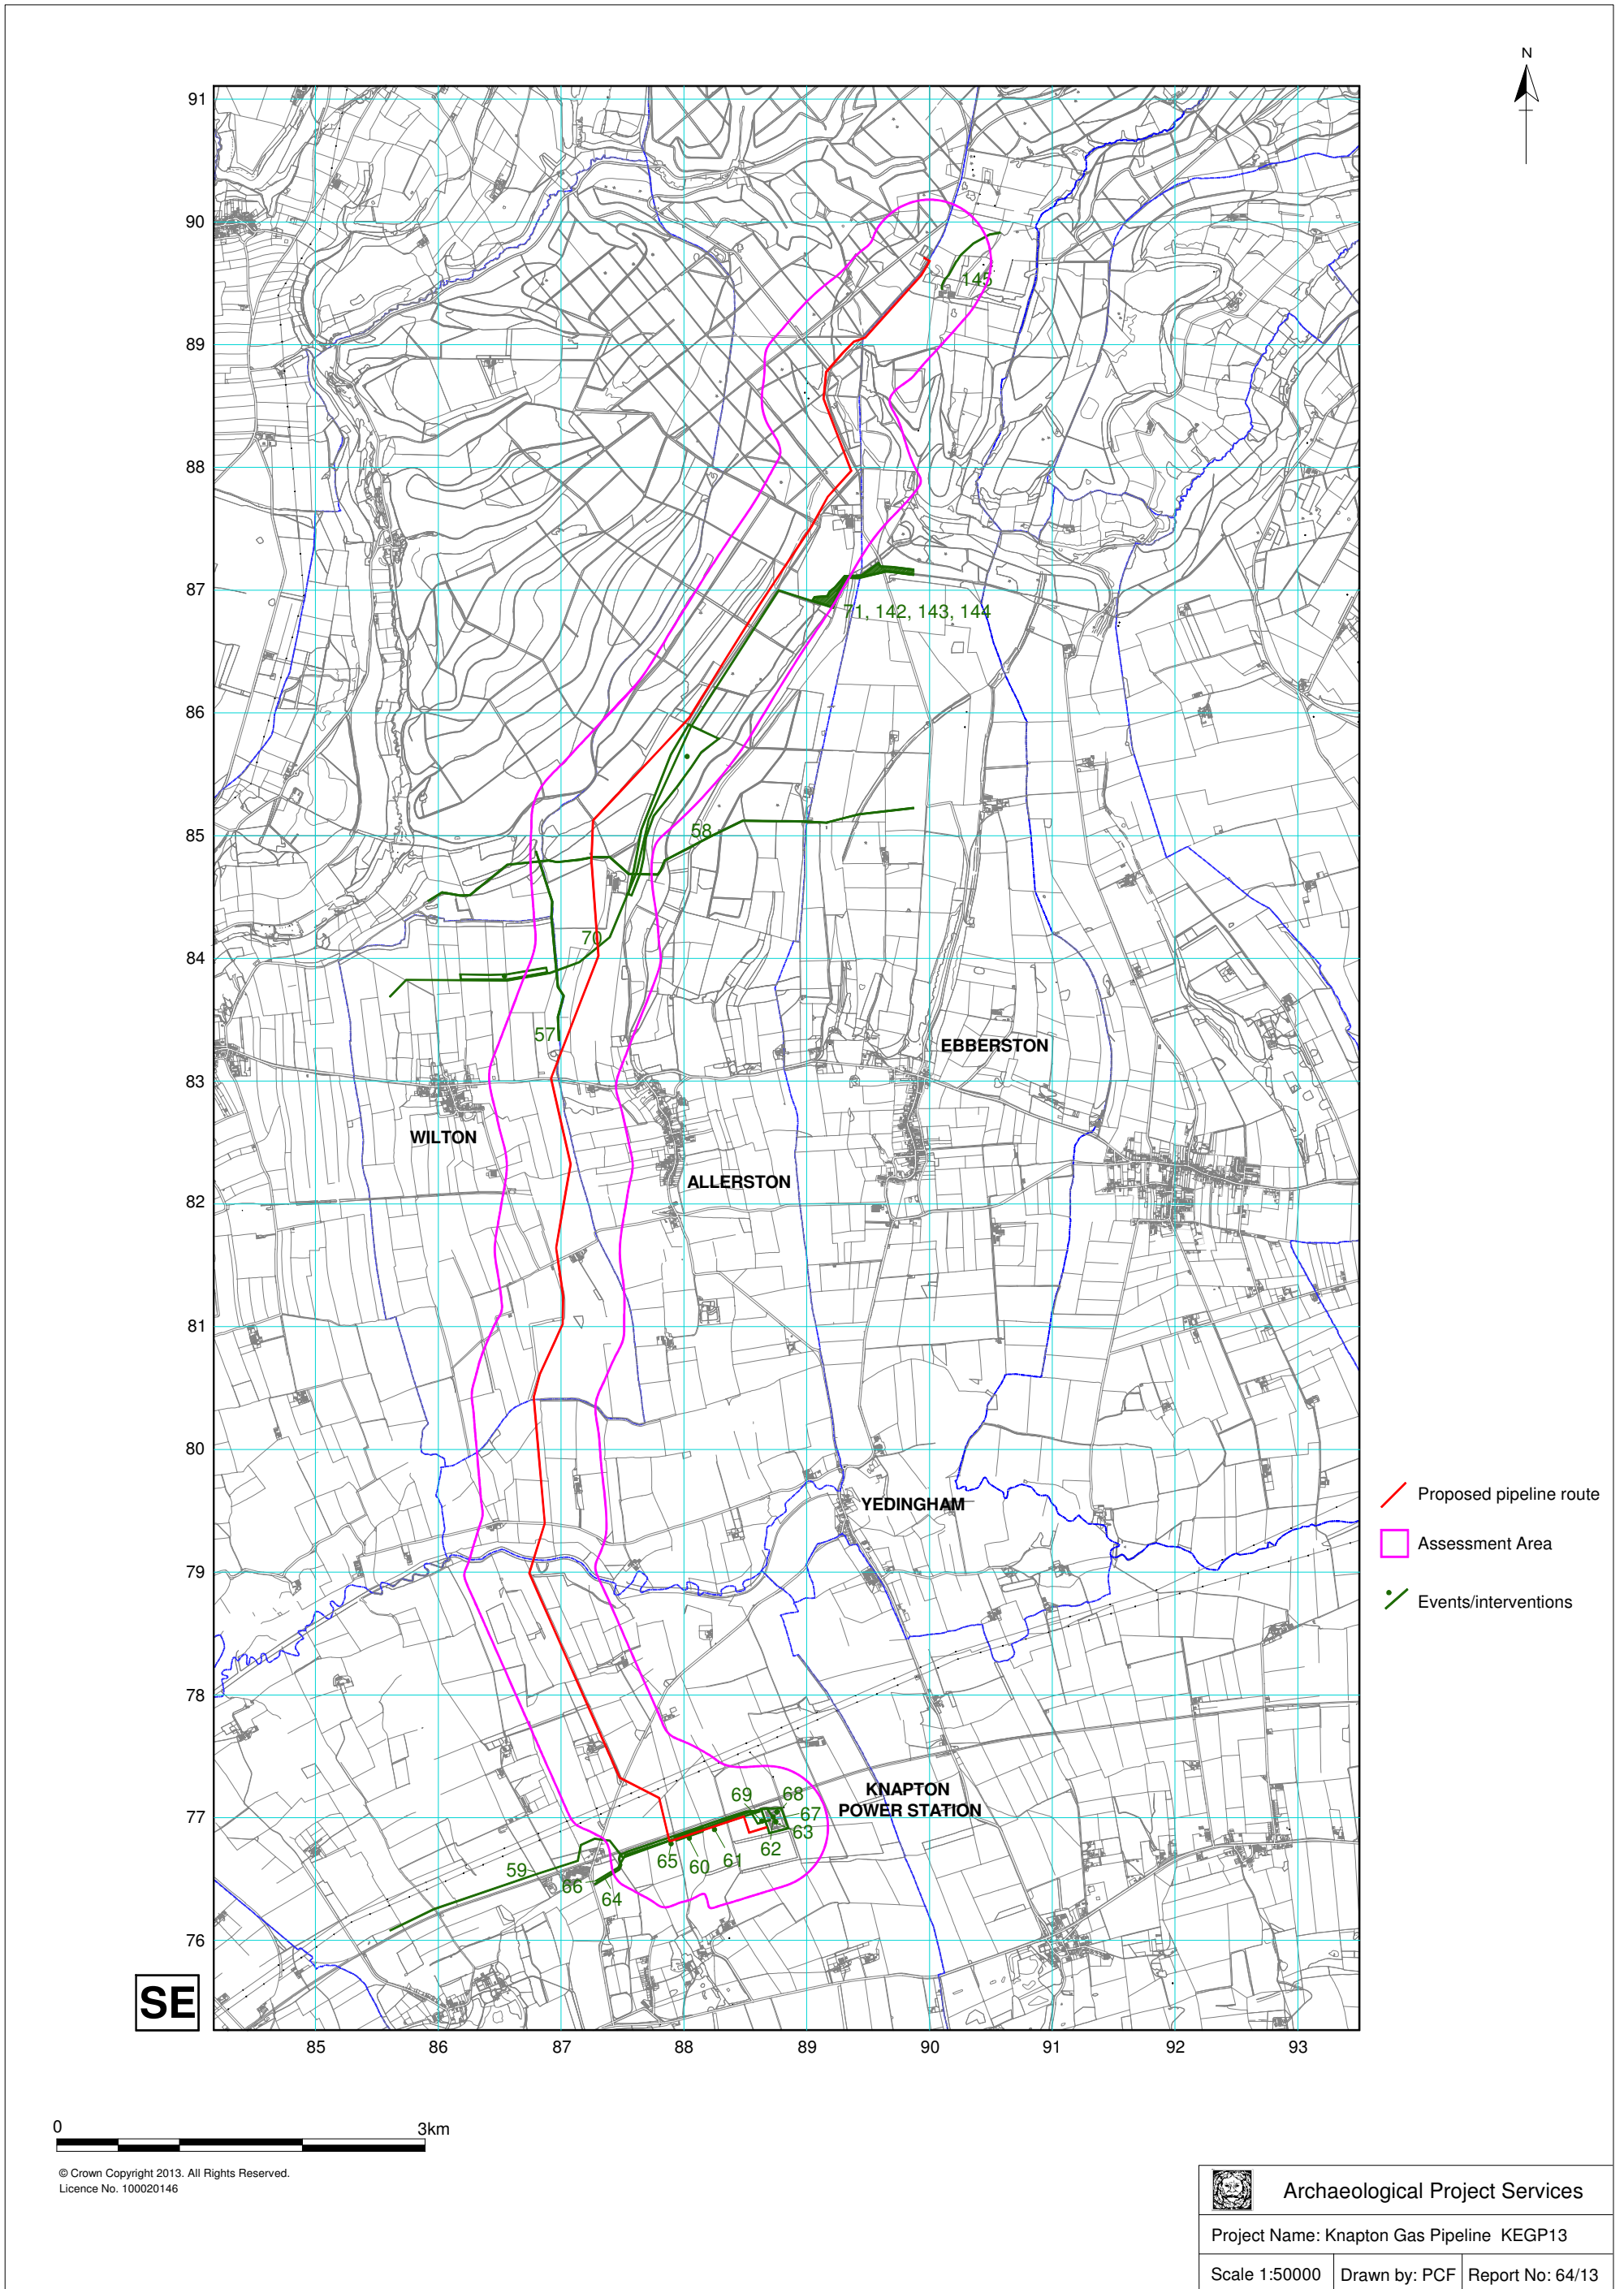 N
91
90
145
89
88
87
71, 142, 143, 144
86
58
85
70
84
57
EBBERSTON
83
WILTON
ALLERSTON
82
81
80
YEDINGHAM
Proposed pipeline route
Assessment Area
79
Events/interventions
78
KNAPTON
POWER STATION
69
68
77
67
63
62
65
60
61
59
66
64
76
SE
85
86
87
88
89
90
91
92
93
0
3km
© Crown Copyright 2013. All Rights Reserved.
Licence No. 100020146
Archaeological Project Services
Project Name: Knapton Gas Pipeline KEGP13
Scale 1:50000
Drawn by: PCF
Report No: 64/13